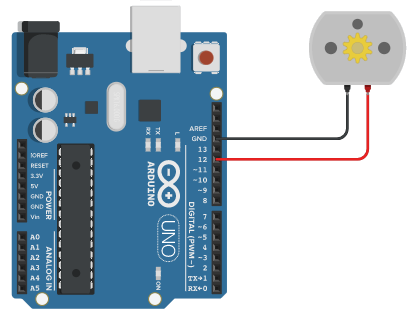 AREF
GND
13
12
~11
~10
~9
8
7
~6
~5
4
~3
2
TX→1
RX←0
DIGITAL (PWM~)
RX
TX
L
ARDUINO
UNO
ON
IOREF
RESET
3.3V
5V
GND
GND
Vin
POWER
A0
A1
A2
A3
A4
A5
ANALOG IN